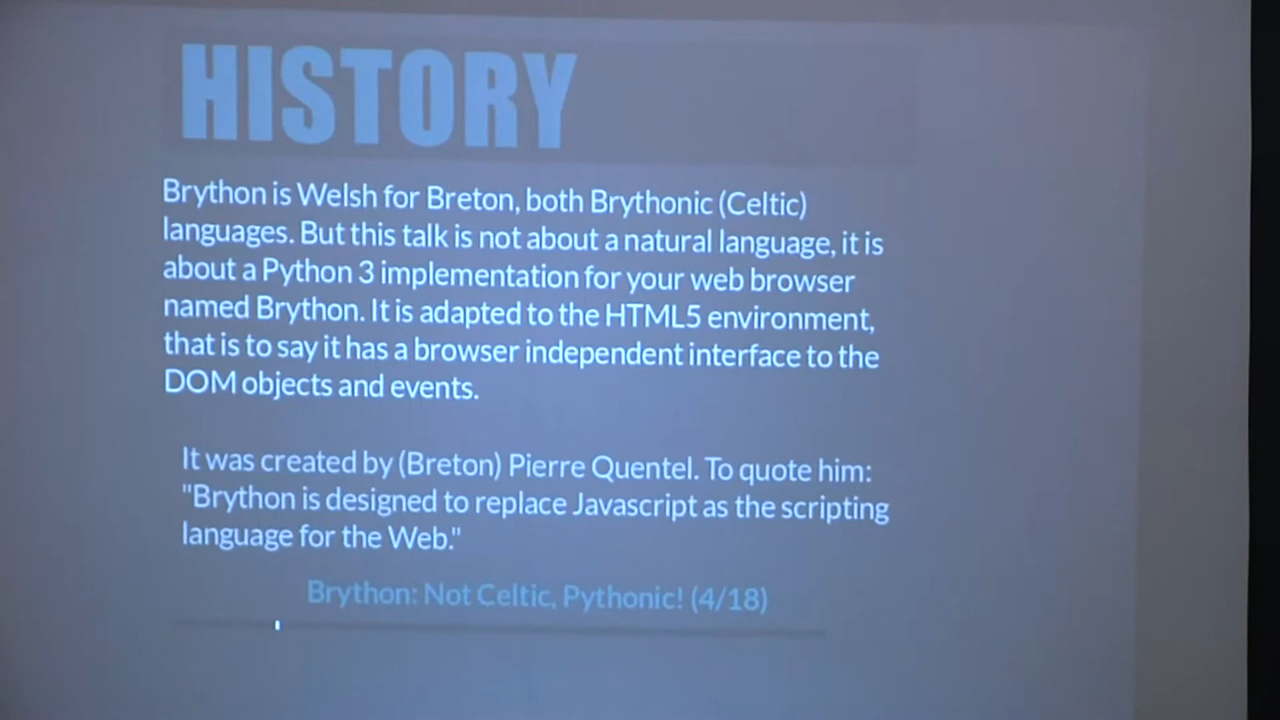 HISTORY
Brython is Welsh for Breton, both Brythonic (Celtic)
languages. But this talk is not about a natural language, it is
about a Python 3 implementation for your web browser
named Brython. It is adapted to the HTML5 environment,
that is to say it has a browser independent interface to the
DOM objects and events.
It was created by (Breton) Pierre Quentel. To quote him:
"Brython is designed to replace Javascript as the scripting
language for the Web."
Brython: Not Celtic, Pythonic! (4/18)